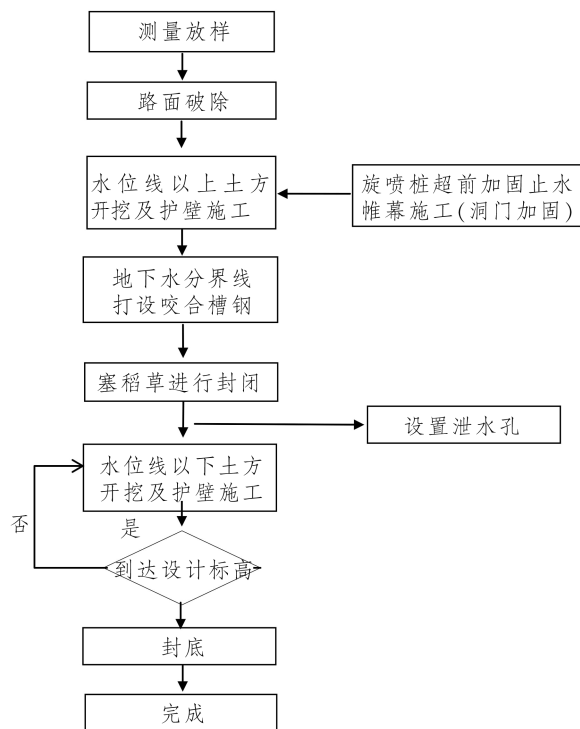 测量放样
路面破除
水位线以上土方
开挖及护壁施工
旋喷桩超前加固止水
帷幕施工(洞门加固)
地下水分界线
打设咬合槽钢
塞稻草进行封闭
设置泄水孔
水位线以下土方
开挖及护壁施工
否
是
到达设计标高
封底
完成